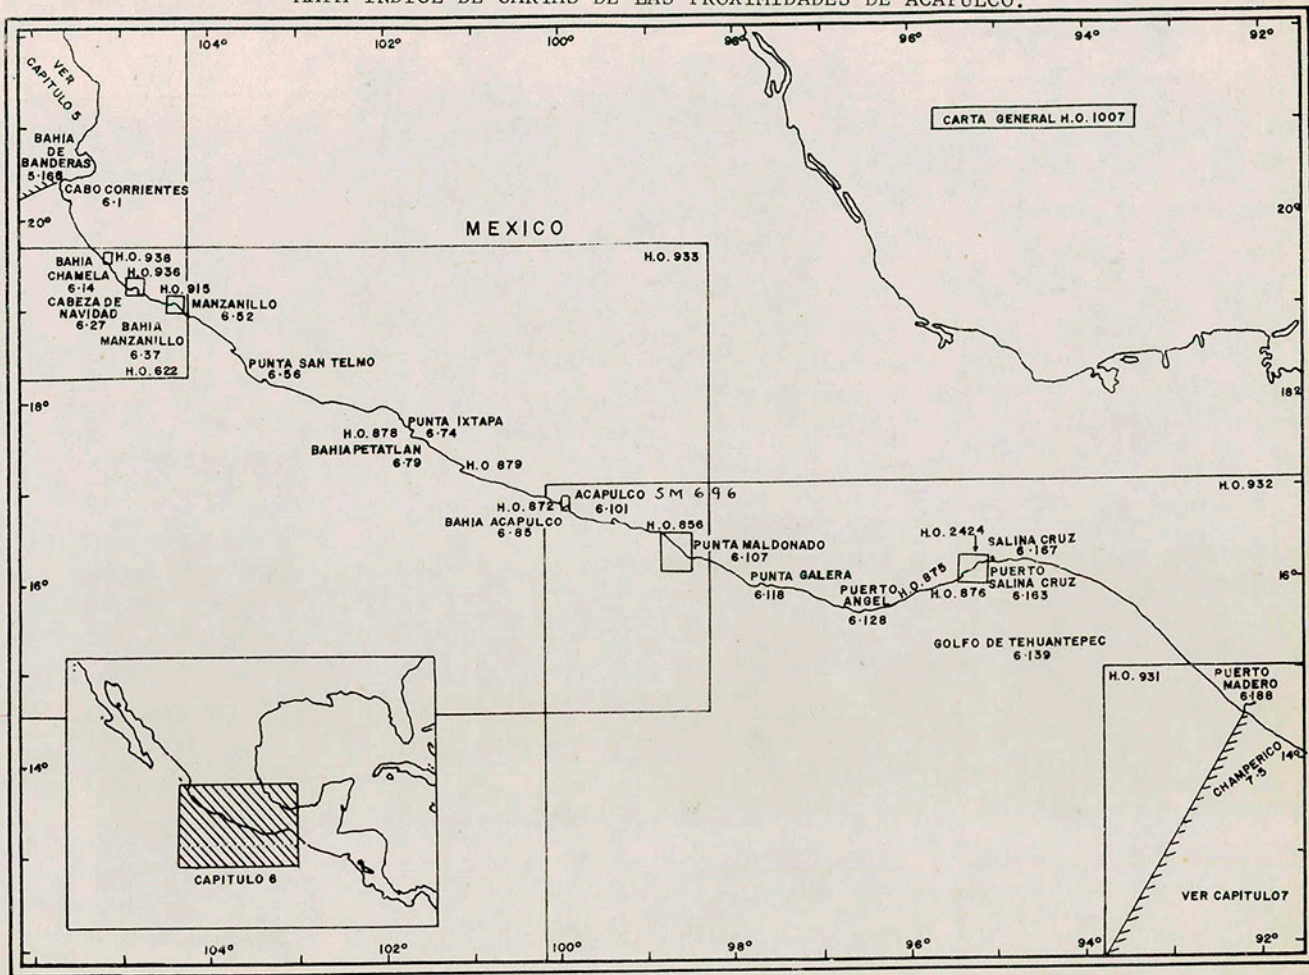 MAPA INDICE DE CARTAS DE LAS PROXIMIDADES DE ACAPULCO.
104° 102° 100° 98° 96° 94° 92°
VER
CAPITULO 5
BAHIA
DE
BANDERAS
5·166
CARTA GENERAL H.O.1007
CABO CORRIENTES
6·1
20°
20°
MEXICO
H.O.938
BAHIA
CHAMELA
6·14
H.O.936
H.O.915
H.O.933
CABEZA DE
NAVIDAD
6·27
MANZANILLO
6·52
BAHIA
MANZANILLO
6·37
H.O.622
PUNTA SAN TELMO
6·56
18°
18°
PUNTA IXTAPA
6·74
H.O.878
BAHIA PETATLAN
6·79
H.O 879
H.O.932
ACAPULCO SM 696
6·101
H.O.872
BAHIA ACAPULCO
6·85
H.O.856
PUNTA MALDONADO
6·107
H.O.2424
SALINA CRUZ
6·167
PUNTA GALERA
6·118
PUERTO
ANGEL
6·128
H.O.875
H.O.876
PUERTO
SALINA CRUZ
6·163
16°
16°
GOLFO DE TEHUANTEPEC
6·139
H.O.931
PUERTO
MADERO
6·188
14°
14°
CHAMPERICO
7·5
CAPITULO 6
VER CAPITULO 7
104° 102° 100° 98° 96° 94° 92°